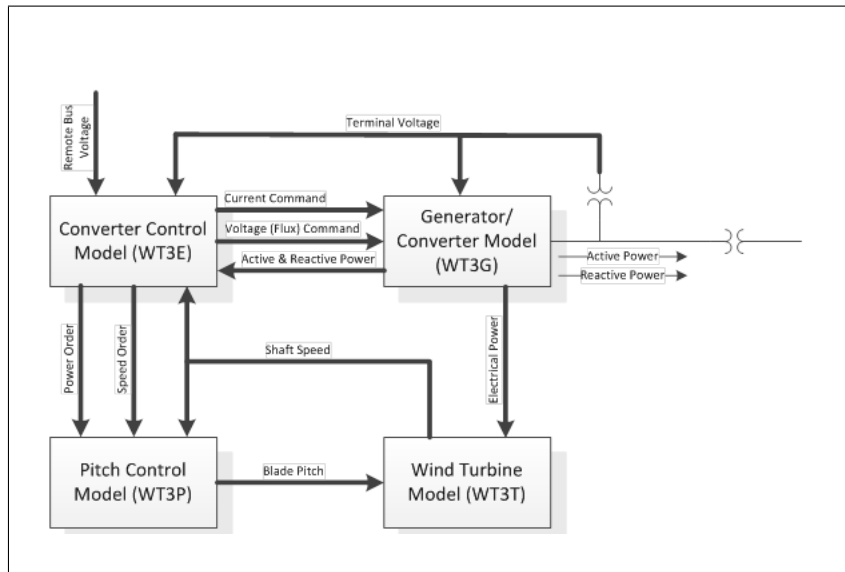 Remote Bus
Voltage
Terminal Voltage
Current Command
Converter Control
Model (WT3E)
Voltage (Flux) Command
Active & Reactive Power
Generator/
Converter Model
(WT3G)
Active Power
Reactive Power
Power Order
Speed Order
Shaft Speed
Electrical Power
Pitch Control
Model (WT3P)
Blade Pitch
Wind Turbine
Model (WT3T)